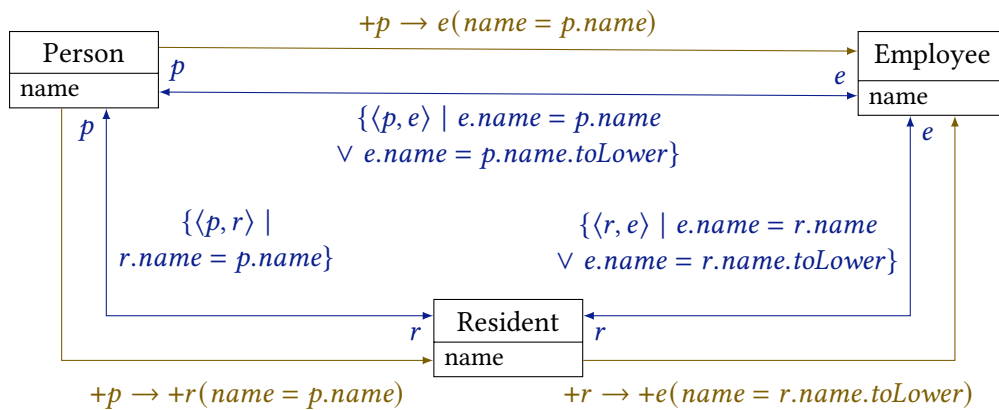 +p → e(name = p.name)
Person
name
Employee
name
p
e
{⟨p, e⟩ | e.name = p.name
∨ e.name = p.name.toLower}
p
e
{⟨p, r⟩ |
r.name = p.name}
{⟨r, e⟩ | e.name = r.name
∨ e.name = r.name.toLower}
r
Resident
name
r
+p → +r(name = p.name)
+r → +e(name = r.name.toLower)